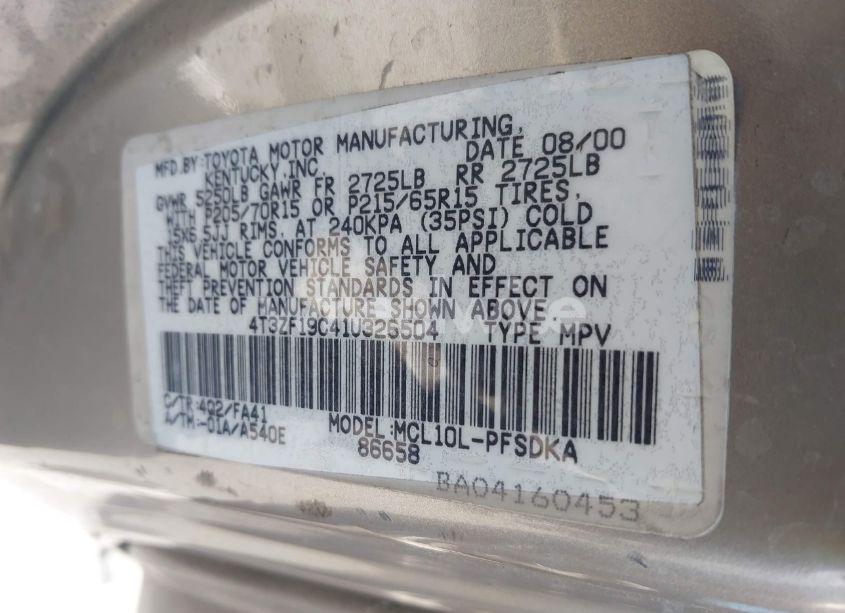 MFD.BY:TOYOTA MOTOR MANUFACTURING,
KENTUCKY,INC. DATE 08/00
GVWR 5250LB GAWR FR 2725LB RR 2725LB
WITH P205/70R15 OR P215/65R15 TIRES,
15X6.5JJ RIMS, AT 240KPA (35PSI) COLD
THIS VEHICLE CONFORMS TO ALL APPLICABLE
FEDERAL MOTOR VEHICLE SAFETY AND
THEFT PREVENTION STANDARDS IN EFFECT ON
THE DATE OF MANUFACTURE SHOWN ABOVE.
4T3ZF19C41U326504 TYPE MPV
C/TR:4Q2/FA41
A/TM:-01A/A540E MODEL:MCL10L-PFSDKA
86658
BA04160453